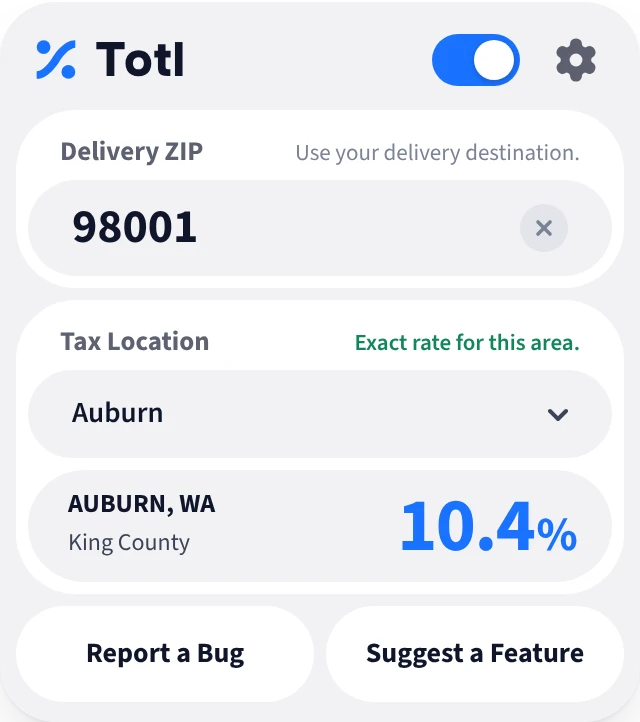 Totl
Delivery ZIP
Use your delivery destination.
98001
Tax Location
Exact rate for this area.
Auburn
AUBURN, WA
King County
10.4%
Report a Bug
Suggest a Feature